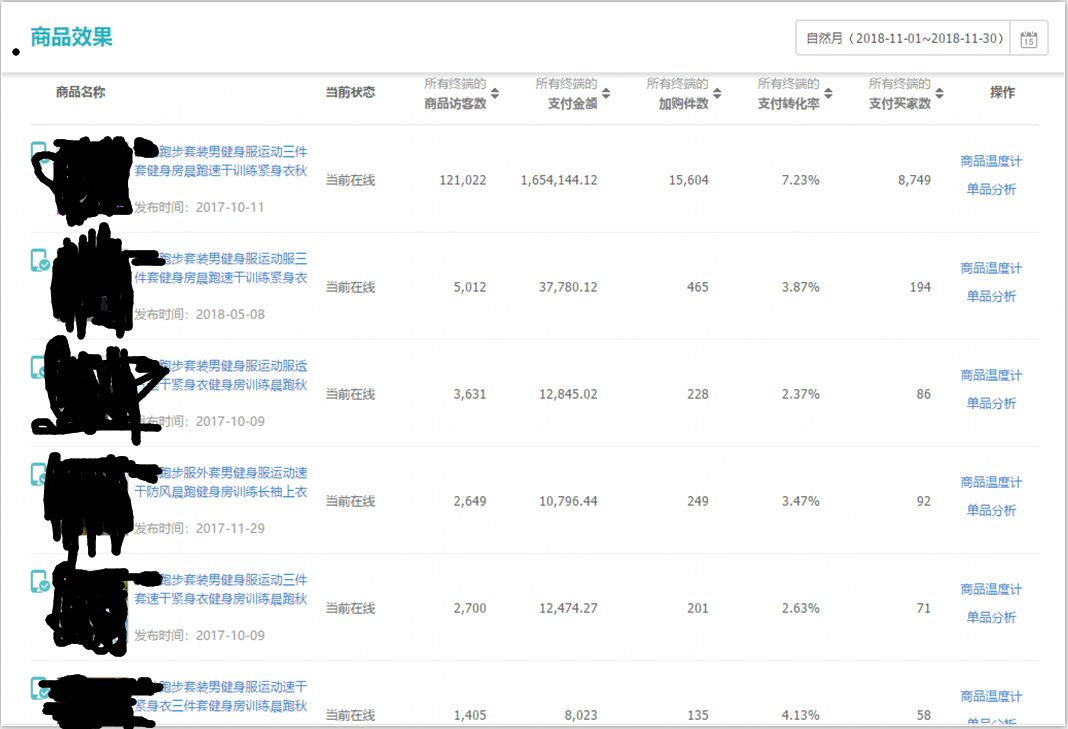 商品效果
自然月（2018-11-01~2018-11-30）
15
商品名称 当前状态 所有终端的商品访客数 所有终端的支付金额 所有终端的加购件数 所有终端的支付转化率 所有终端的支付买家数 操作
跑步套装男健身服运动三件
套健身房晨跑速干训练紧身衣秋
发布时间：2017-10-11
当前在线 121,022 1,654,144.12 15,604 7.23% 8,749
商品温度计
单品分析
跑步套装男健身服运动服三
件套健身房晨跑速干训练紧身衣
发布时间：2018-05-08
当前在线 5,012 37,780.12 465 3.87% 194
商品温度计
单品分析
跑步套装男健身服运动服透
干紧身衣健身房训练晨跑秋
发布时间：2017-10-09
当前在线 3,631 12,845.02 228 2.37% 86
商品温度计
单品分析
跑步服外套男健身服运动速
干防风晨跑健身房训练长袖上衣
发布时间：2017-11-29
当前在线 2,649 10,796.44 249 3.47% 92
商品温度计
单品分析
跑步套装男健身服运动三件
套速干紧身衣健身房训练晨跑秋
发布时间：2017-10-09
当前在线 2,700 12,474.27 201 2.63% 71
商品温度计
单品分析
跑步套装男健身服运动速干
紧身衣三件套健身房训练晨跑秋
当前在线 1,405 8,023 135 4.13% 58
商品温度计
单品分析